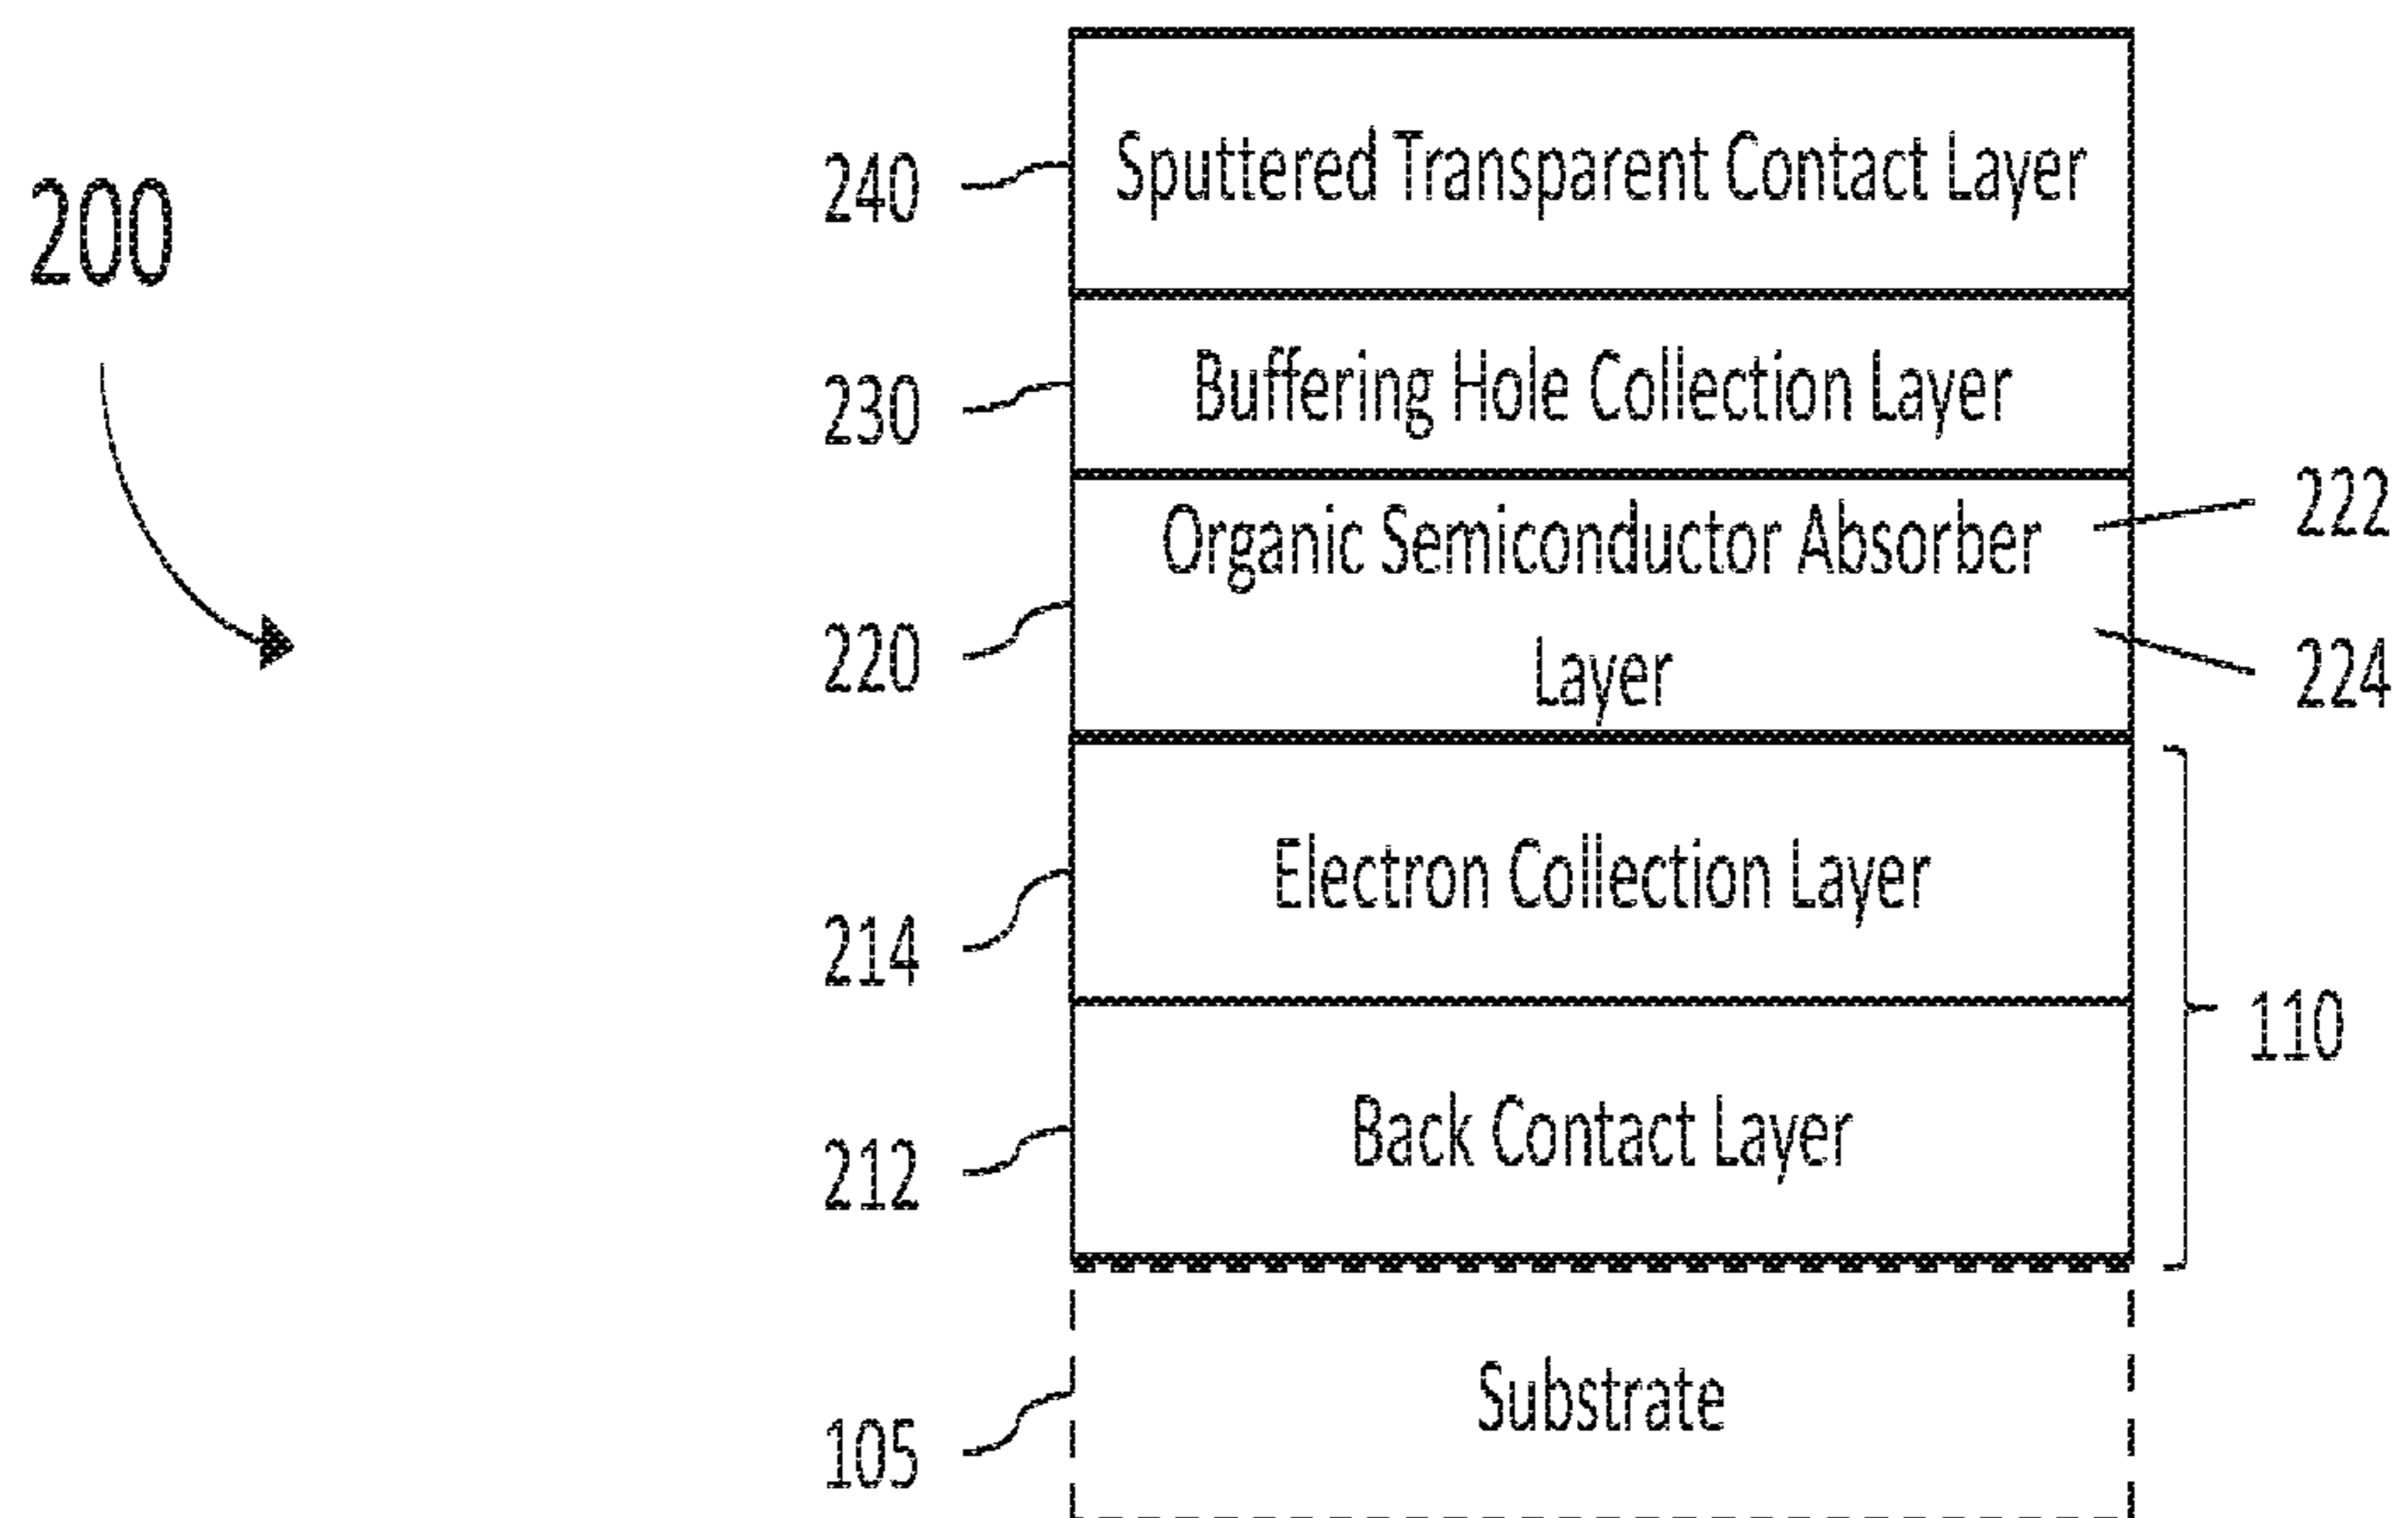 200
240
Sputtered Transparent Contact Layer
230
Buffering Hole Collection Layer
222
Organic Semiconductor Absorber
220
Layer
224
214
Electron Collection Layer
110
212
Back Contact Layer
105
Substrate